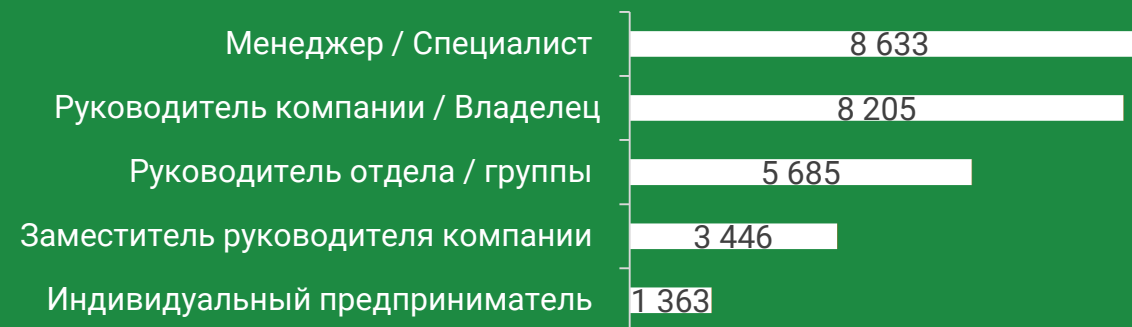 Менеджер / Специалист 8 633
Руководитель компании / Владелец 8 205
Руководитель отдела / группы 5 685
Заместитель руководителя компании 3 446
Индивидуальный предприниматель 1 363